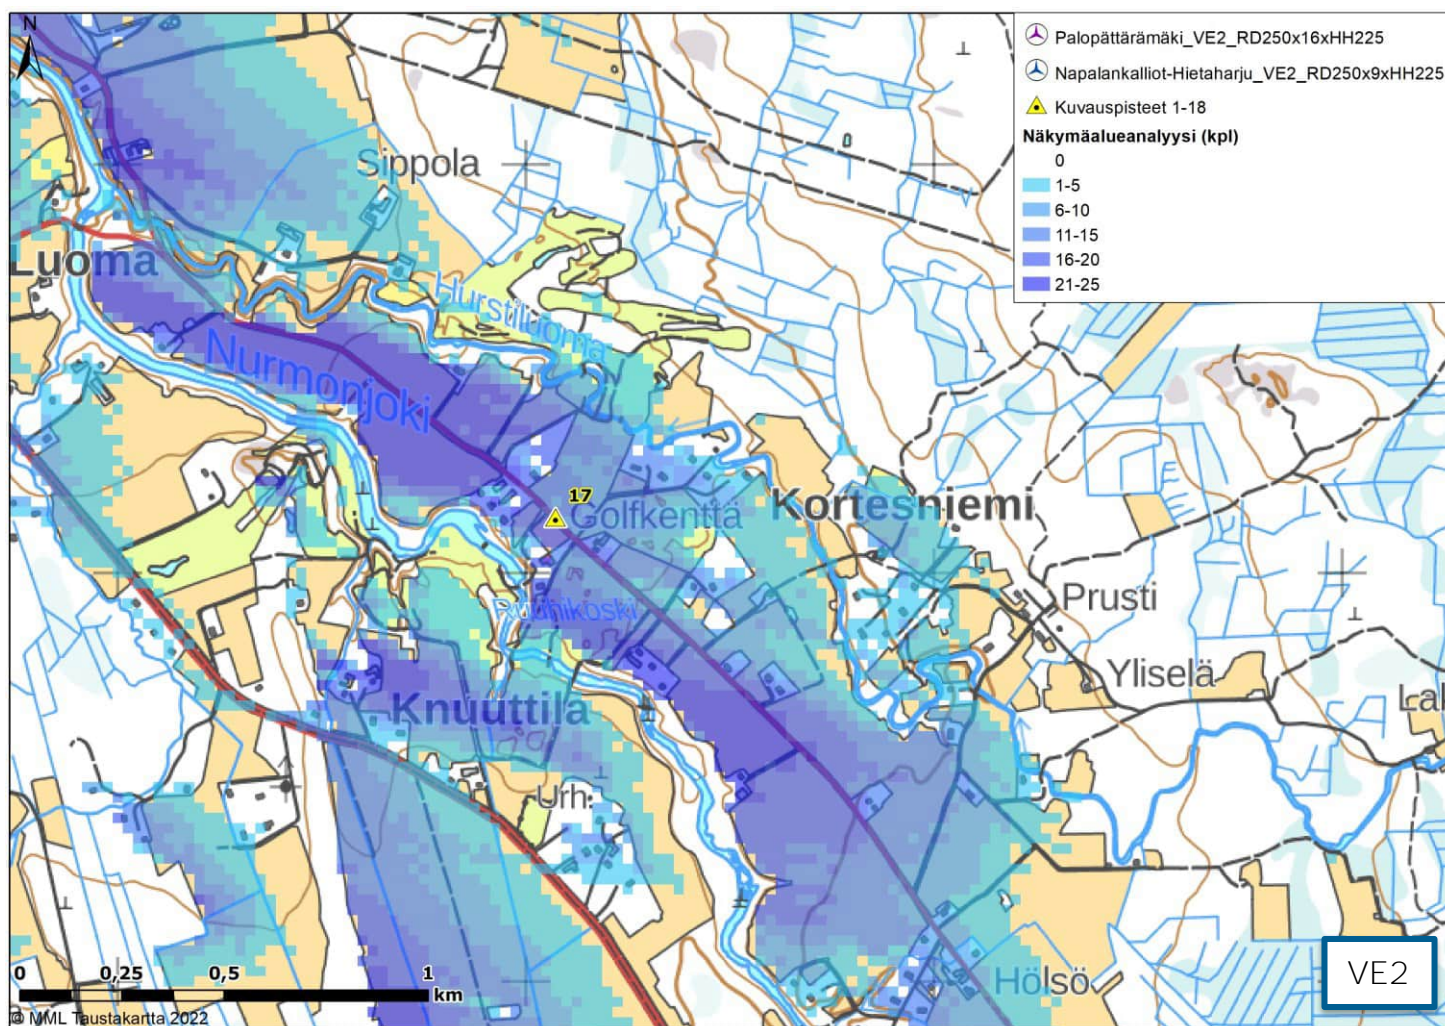 N
Palopättärämäki_VE2_RD250x16xHH225
Napalankalliot-Hietaharju_VE2_RD250x9xHH225
Kuvauspisteet 1-18
Näkymäalueanalyysi (kpl)
0
1-5
6-10
11-15
16-20
21-25
Sippola
Luoma
Hurstiluoma
Nurmonjoki
17
Golfkenttä
Kortesniemi
Prusti
Ruuhikoski
Yliselä
Knuuttila
Urh.
Hölsö
VE2
0 0,25 0,5 1
km
© MML Taustakartta 2022